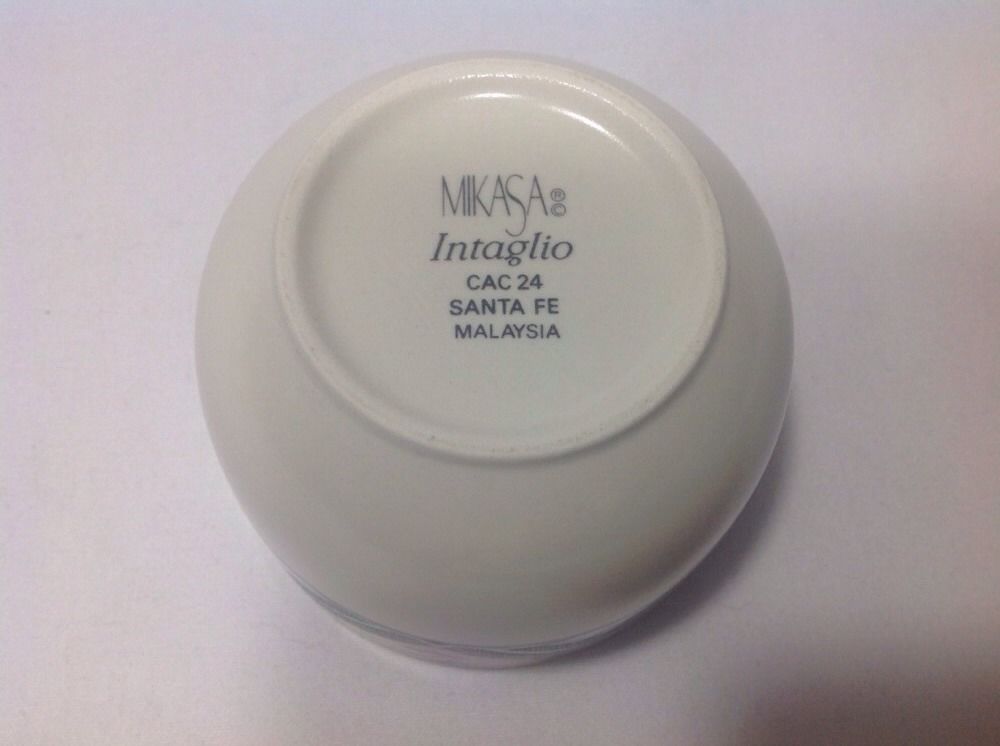 MIKASA®©
Intaglio
CAC 24
SANTA FE
MALAYSIA